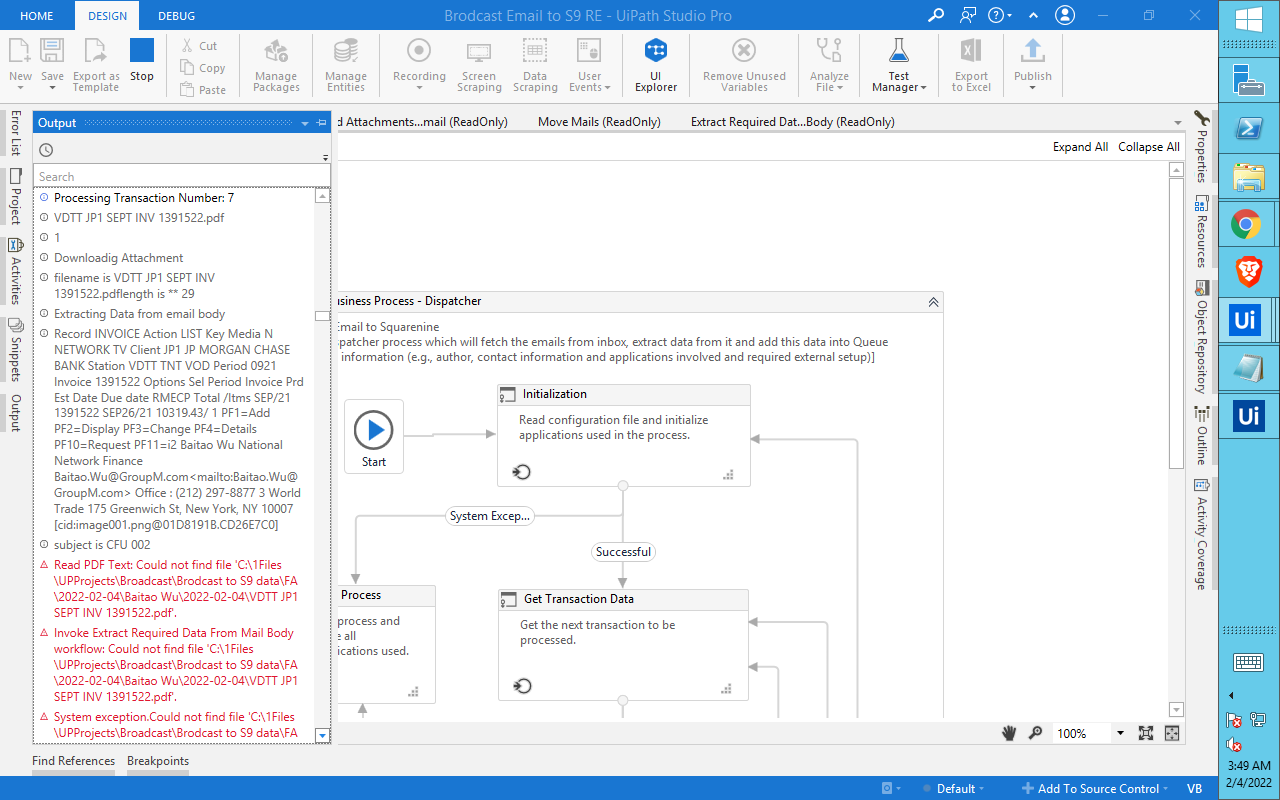 HOME
DESIGN
DEBUG
Brodcast Email to S9 RE - UiPath Studio Pro
New
Save
Export as
Template
Stop
Cut
Copy
Paste
Manage
Packages
Manage
Entities
Recording
Screen
Scraping
Data
Scraping
User
Events
UI
Explorer
Remove Unused
Variables
Analyze
File
Test
Manager
Export
to Excel
Publish
Error List
Project
Activities
Snippets
Output
Output
Search
Processing Transaction Number: 7
VDTT JP1 SEPT INV 1391522.pdf
1
Downloadig Attachment
filename is VDTT JP1 SEPT INV
1391522.pdflength is ** 29
Extracting Data from email body
Record INVOICE Action LIST Key Media N
NETWORK TV Client JP1 JP MORGAN CHASE
BANK Station VDTT TNT VOD Period 0921
Invoice 1391522 Options Sel Period Invoice Prd
Est Date Due date RMECP Total /Itms SEP/21
1391522 SEP26/21 10319.43/ 1 PF1=Add
PF2=Display PF3=Change PF4=Details
PF10=Request PF11=i2 Baitao Wu National
Network Finance
Baitao.Wu@GroupM.com<mailto:Baitao.Wu@
GroupM.com> Office : (212) 297-8877 3 World
Trade 175 Greenwich St, New York, NY 10007
[cid:image001.png@01D8191B.CD26E7C0]
subject is CFU 002
Read PDF Text: Could not find file 'C:\1Files
\UPProjects\Broadcast\Brodcast to S9 data\FA
\2022-02-04\Baitao Wu\2022-02-04\VDTT JP1
SEPT INV 1391522.pdf'.
Invoke Extract Required Data From Mail Body
workflow: Could not find file 'C:\1Files
\UPProjects\Broadcast\Brodcast to S9 data\FA
\2022-02-04\Baitao Wu\2022-02-04\VDTT JP1
SEPT INV 1391522.pdf'.
System exception.Could not find file 'C:\1Files
\UPProjects\Broadcast\Brodcast to S9 data\FA
d Attachments...mail (ReadOnly)
Move Mails (ReadOnly)
Extract Required Dat...Body (ReadOnly)
Expand All
Collapse All
usiness Process - Dispatcher
Email to Squarenine
patcher process which will fetch the emails from inbox, extract data from it and add this data into Queue
information (e.g., author, contact information and applications involved and required external setup)]
Start
Initialization
Read configuration file and initialize
applications used in the process.
System Excep...
Successful
Process
process and
e all
ications used.
Get Transaction Data
Get the next transaction to be
processed.
100%
Properties
Resources
Object Repository
Outline
Activity Coverage
Find References
Breakpoints
Default
Add To Source Control
VB
Ui
Ui
3:49 AM
2/4/2022